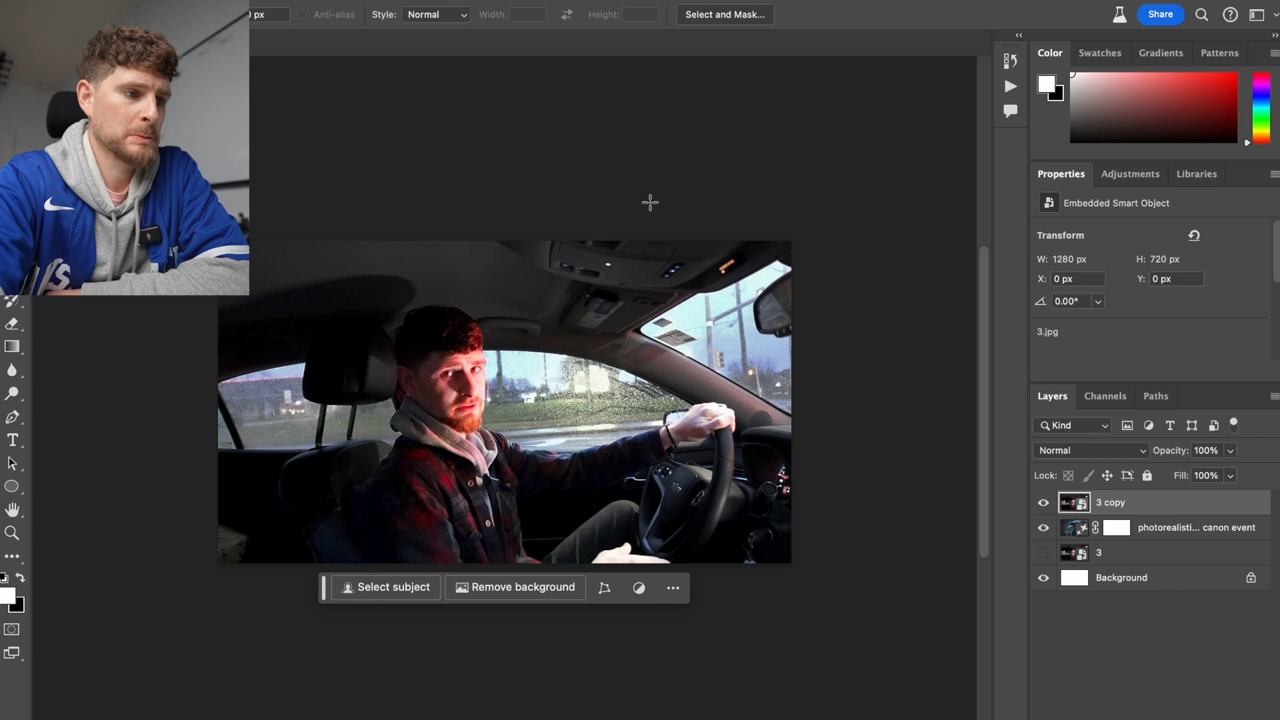 0 px Anti-alias Style: Normal Width: Height: Select and Mask... Share
Color Swatches Gradients Patterns
Properties Adjustments Libraries
Embedded Smart Object
Transform
W: 1280 px H: 720 px
X: 0 px Y: 0 px
0.00°
3.jpg
Layers Channels Paths
Kind
Normal Opacity: 100%
Lock: Fill: 100%
3 copy
photorealisti... canon event
3
Background
Select subject Remove background